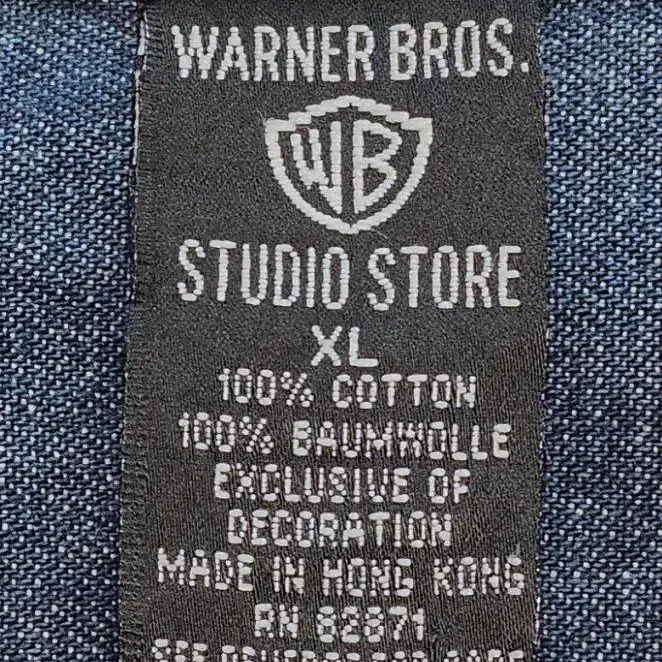 WARNER BROS.
WB
STUDIO STORE
XL
100% COTTON
100% BAUMWOLLE
EXCLUSIVE OF
DECORATION
MADE IN HONG KONG
RN 82871